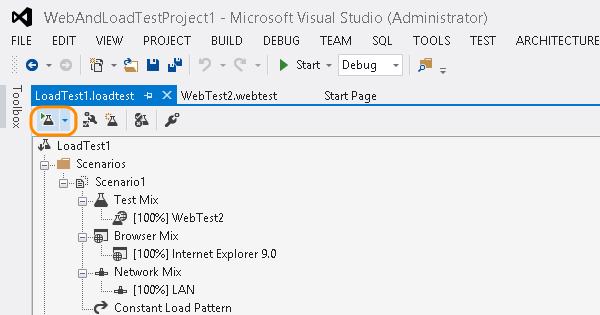 WebAndLoadTestProject1 - Microsoft Visual Studio (Administrator)
FILE EDIT VIEW PROJECT BUILD DEBUG TEAM SQL TOOLS TEST ARCHITECTURE
Start Debug
Toolbox
LoadTest1.loadtest WebTest2.webtest Start Page
LoadTest1
Scenarios
Scenario1
Test Mix
[100%] WebTest2
Browser Mix
[100%] Internet Explorer 9.0
Network Mix
[100%] LAN
Constant Load Pattern